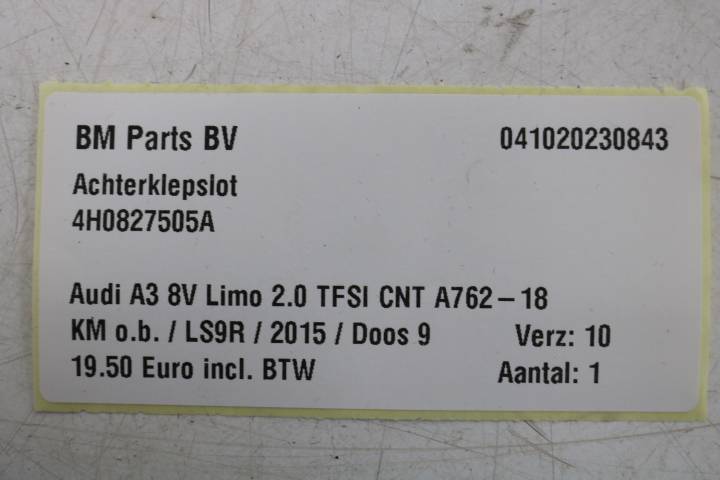 BM Parts BV 041020230843
Achterklepslot
4H0827505A
Audi A3 8V Limo 2.0 TFSI CNT A762-18
KM o.b. / LS9R / 2015 / Doos 9 Verz: 10
19.50 Euro incl. BTW Aantal: 1